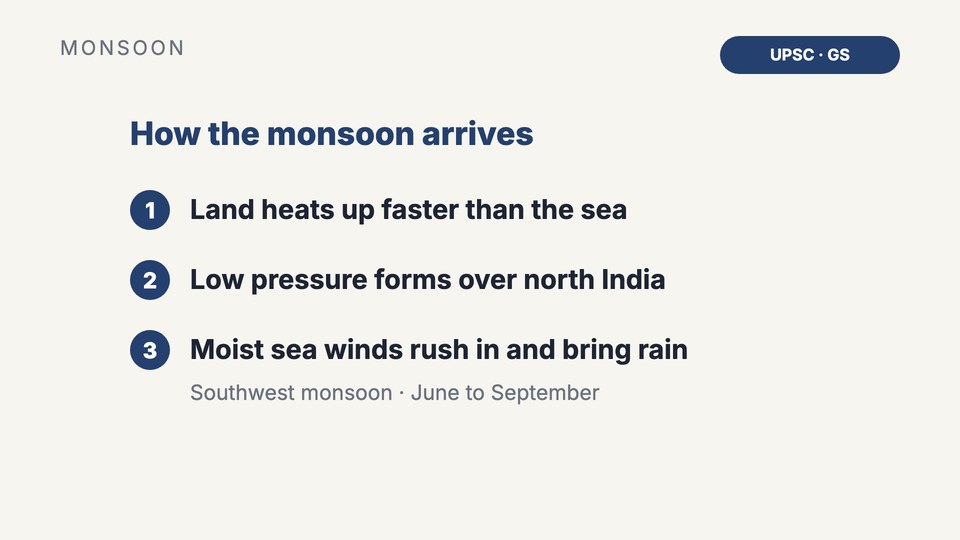 MONSOON
UPSC · GS
How the monsoon arrives
1 Land heats up faster than the sea
2 Low pressure forms over north India
3 Moist sea winds rush in and bring rain
Southwest monsoon · June to September